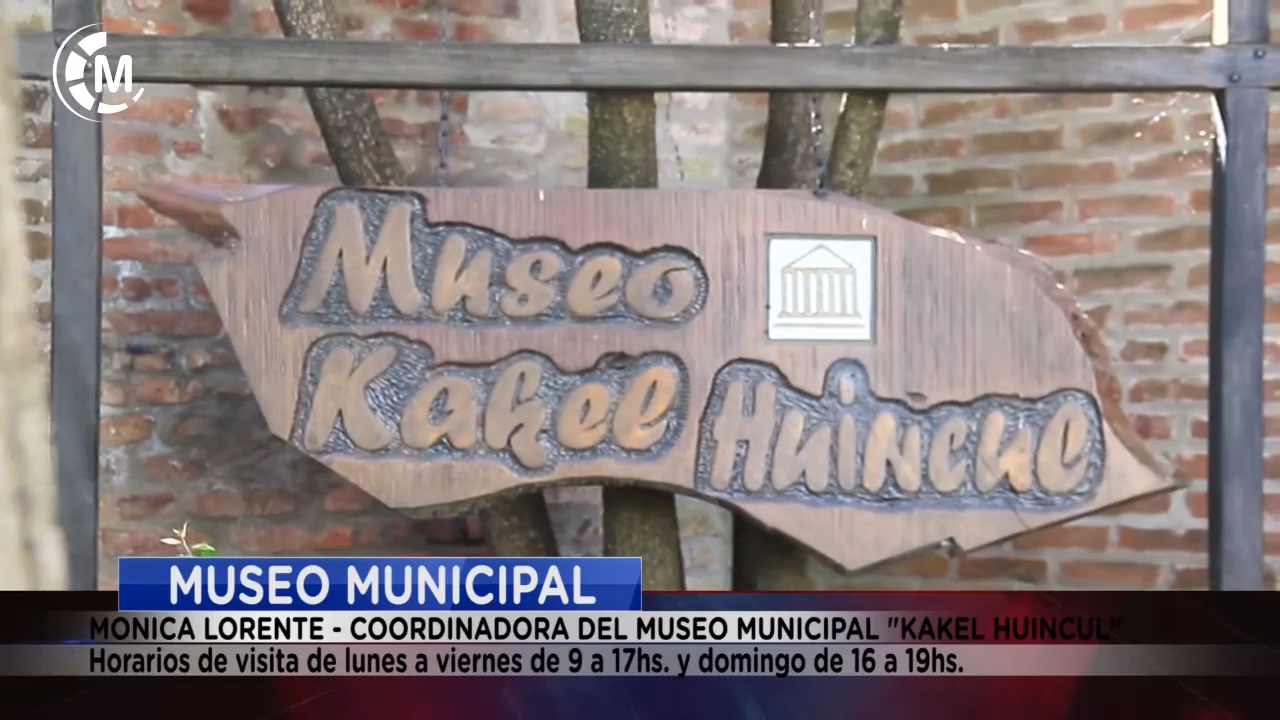 M
Museo
Kakel Huincul
MUSEO MUNICIPAL
MONICA LORENTE - COORDINADORA DEL MUSEO MUNICIPAL "KAKEL HUINCUL"
Horarios de visita de lunes a viernes de 9 a 17hs. y domingo de 16 a 19hs.